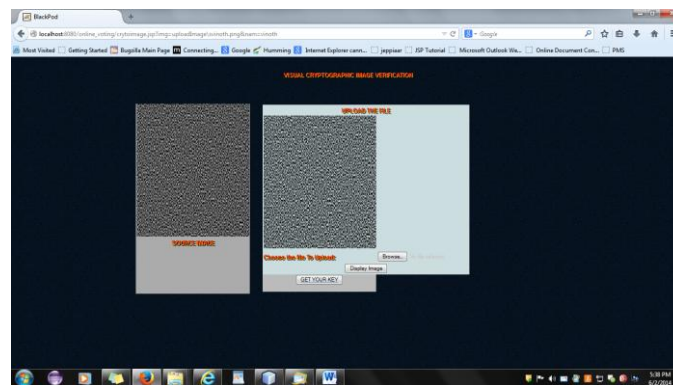 BlackPod
localhost:8080/online_voting/cryptoimage.jsp?img=uploadImage\vinoth.png&nam=vinoth
Google
Most Visited Getting Started Bugzilla Main Page Connecting... Google Humming Internet Explorer cann... jeppiaar JSP Tutorial Microsoft Outlook We... Online Document Con... PMS
VISUAL CRYPTOGRAPHIC IMAGE VERIFICATION
UPLOAD THE FILE
SOURCE IMAGE
Choose the file To Upload:
Browse...
Display Image
GET YOUR KEY
5:38 PM
6/2/2014